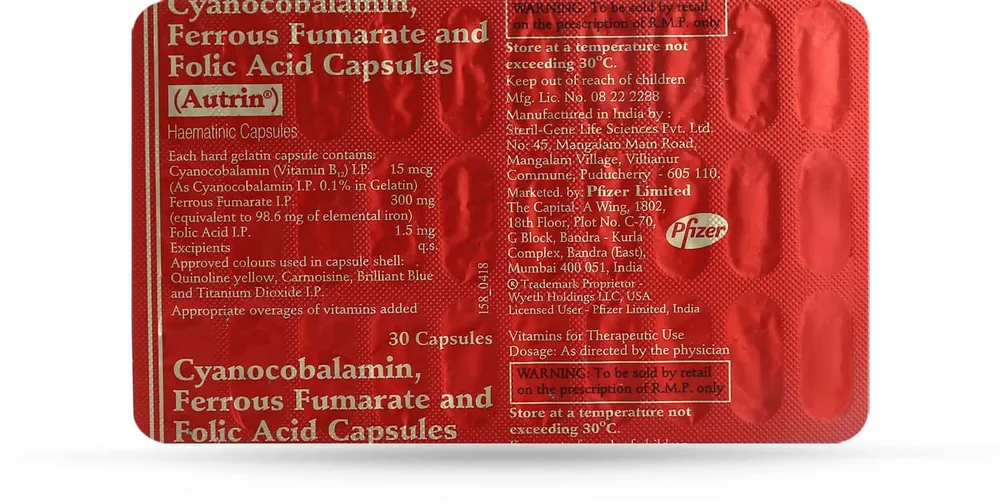 Cyanocobalamin,
Ferrous Fumarate and
Folic Acid Capsules
(Autrin®)
Haematinic Capsules
Each hard gelatin capsule contains:
Cyanocobalamin (Vitamin B12) I.P. 15 mcg
(As Cyanocobalamin I.P. 0.1% in Gelatin)
Ferrous Fumarate I.P. 300 mg
(equivalent to 98.6 mg of elemental iron)
Folic Acid I.P. 1.5 mg
Excipients q.s.
Approved colours used in capsule shell:
Quinoline yellow, Carmoisine, Brilliant Blue
and Titanium Dioxide I.P.
Appropriate overages of vitamins added
158_0418
30 Capsules
Cyanocobalamin,
Ferrous Fumarate and
Folic Acid Capsules
WARNING: To be sold by retail
on the prescription of R.M.P. only
Store at a temperature not
exceeding 30°C.
Keep out of reach of children
Mfg. Lic. No. 08 22 2288
Manufactured in India by :
Steril-Gene Life Sciences Pvt. Ltd.
No: 45, Mangalam Main Road,
Mangalam Village, Villianur
Commune, Puducherry - 605 110.
Marketed. by: Pfizer Limited
The Capital- A Wing, 1802,
18th Floor, Plot No. C-70,
G Block, Bandra - Kurla
Complex, Bandra (East),
Mumbai 400 051, India
Pfizer
® Trademark Proprietor -
Wyeth Holdings LLC, USA
Licensed User - Pfizer Limited, India
Vitamins for Therapeutic Use
Dosage: As directed by the physician
WARNING: To be sold by retail
on the prescription of R.M.P. only
Store at a temperature not
exceeding 30°C.